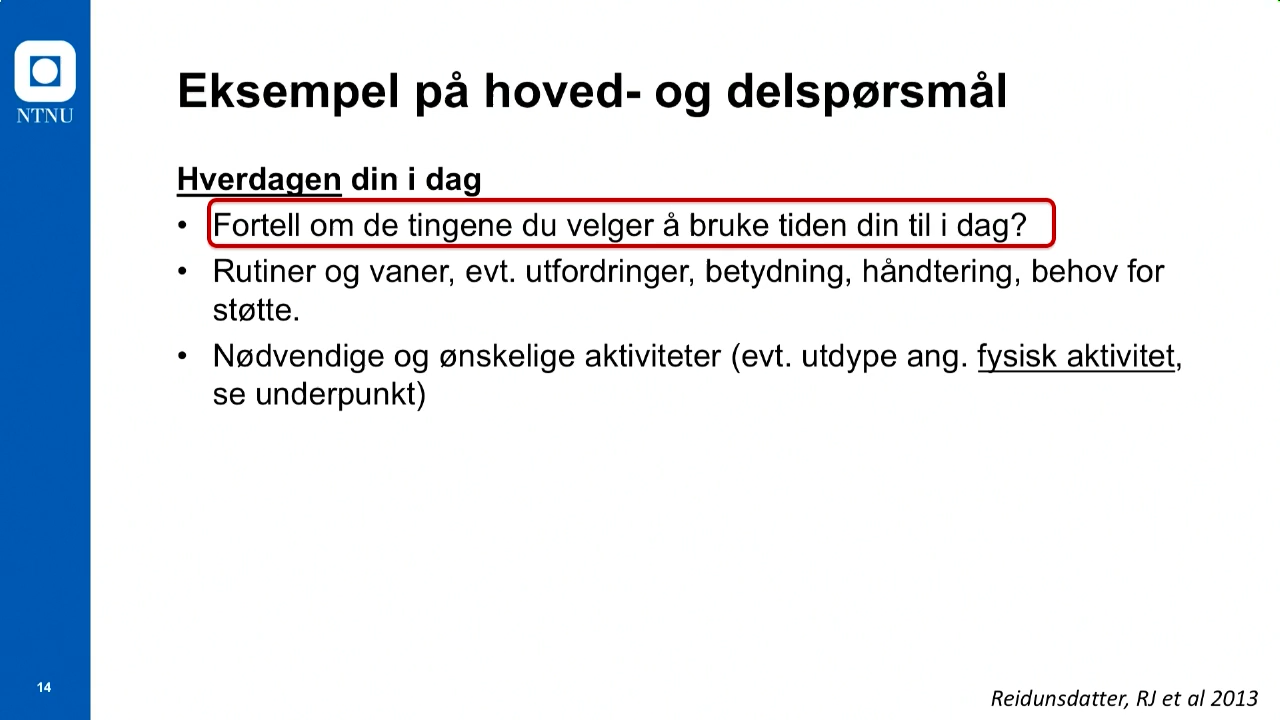 NTNU
Eksempel på hoved- og delspørsmål
Hverdagen din i dag
• Fortell om de tingene du velger å bruke tiden din til i dag?
• Rutiner og vaner, evt. utfordringer, betydning, håndtering, behov for
støtte.
• Nødvendige og ønskelige aktiviteter (evt. utdype ang. fysisk aktivitet,
se underpunkt)
14
Reidunsdatter, RJ et al 2013